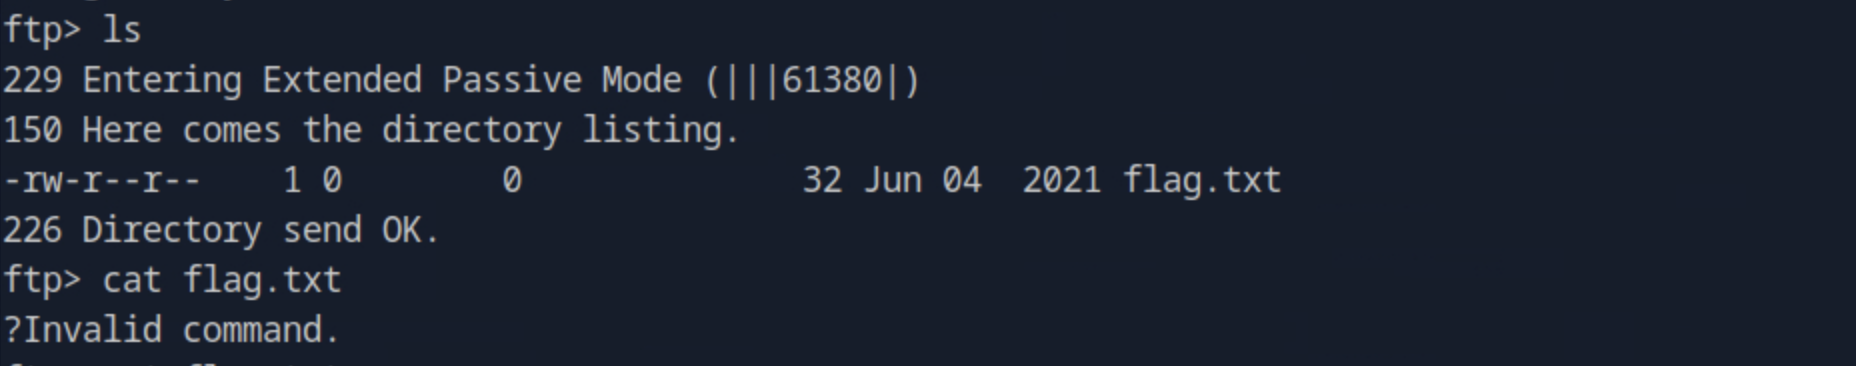 ftp> ls
229 Entering Extended Passive Mode (|||61380|)
150 Here comes the directory listing.
-rw-r--r--    1 0        0              32 Jun 04  2021 flag.txt
226 Directory send OK.
ftp> cat flag.txt
?Invalid command.